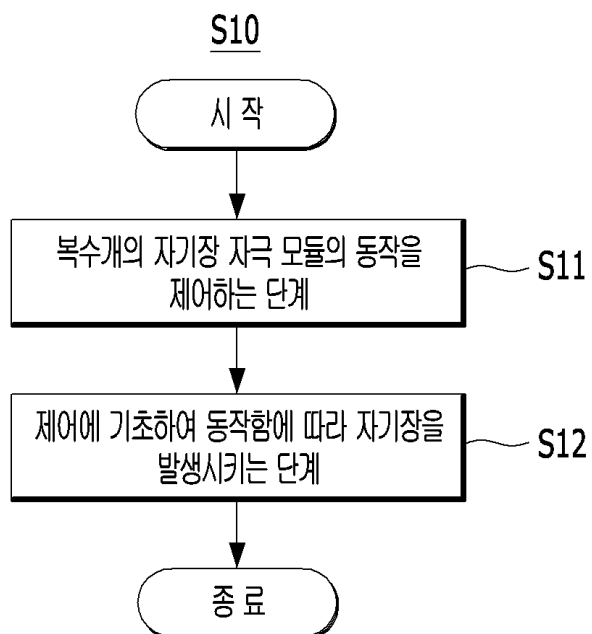 S10
시 작
복수개의 자기장 자극 모듈의 동작을
제어하는 단계
S11
제어에 기초하여 동작함에 따라 자기장을
발생시키는 단계
S12
종 료